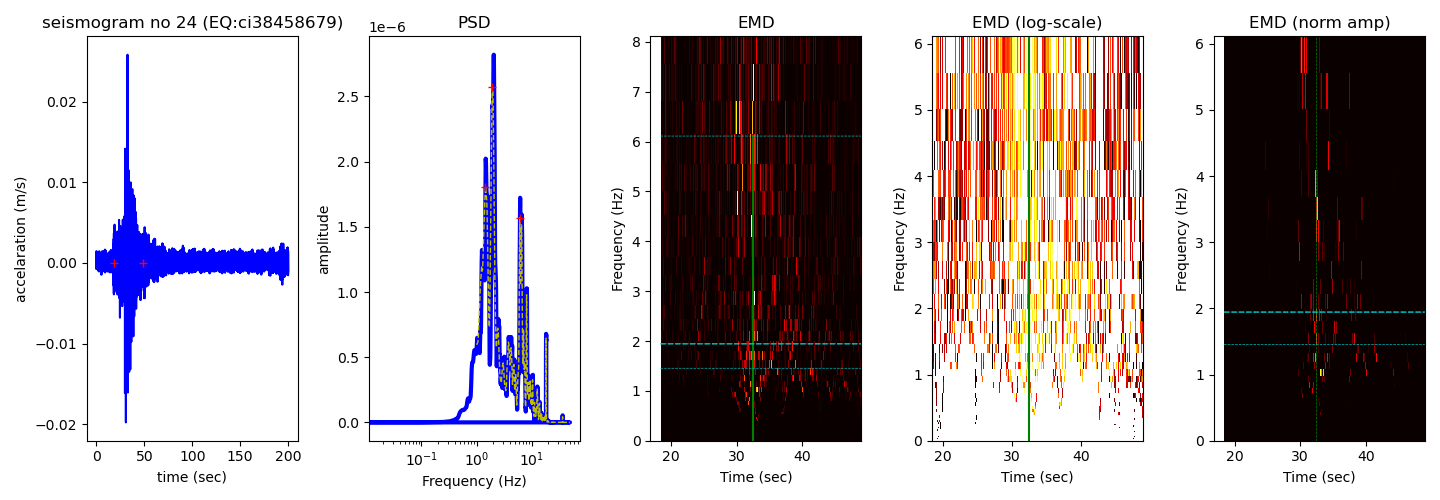 seismogram no 24 (EQ:ci38458679)
accelaration (m/s)
0.02
0.01
0.00
−0.01
−0.02
0 50 100 150 200
time (sec)
PSD
1e−6
amplitude
2.5
2.0
1.5
1.0
0.5
0.0
10−1 100 101
Frequency (Hz)
EMD
Frequency (Hz)
8
7
6
5
4
3
2
1
0
20 30 40
Time (sec)
EMD (log-scale)
Frequency (Hz)
6
5
4
3
2
1
0
20 30 40
Time (sec)
EMD (norm amp)
Frequency (Hz)
6
5
4
3
2
1
0
20 30 40
Time (sec)